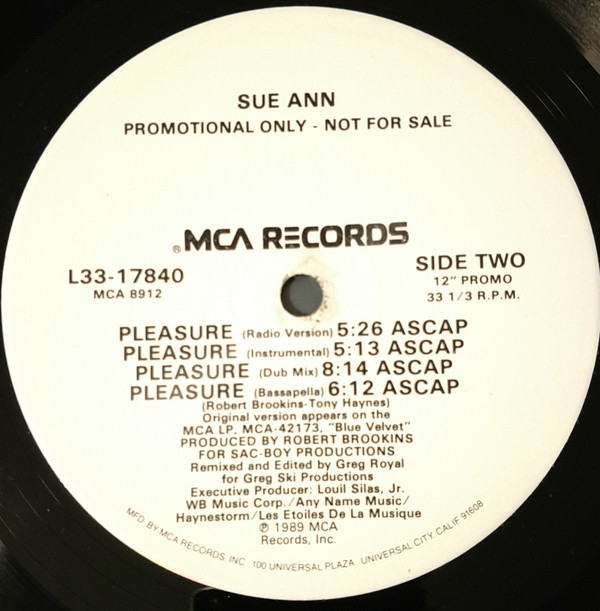 SUE ANN
PROMOTIONAL ONLY - NOT FOR SALE
® MCA RECORDS
L33-17840
MCA 8912
SIDE TWO
12" PROMO
33 1/3 R.P.M.
PLEASURE (Radio Version) 5:26 ASCAP
PLEASURE (Instrumental) 5:13 ASCAP
PLEASURE (Dub Mix) 8:14 ASCAP
PLEASURE (Bassapella) 6:12 ASCAP
(Robert Brookins-Tony Haynes)
Original version appears on the
MCA LP, MCA-42173, "Blue Velvet"
PRODUCED BY ROBERT BROOKINS
FOR SAC-BOY PRODUCTIONS
Remixed and Edited by Greg Royal
for Greg Ski Productions
Executive Producer: Louil Silas, Jr.
WB Music Corp./Any Name Music/
Haynestorm/Les Etoiles De La Musique
℗ 1989 MCA
Records, Inc.
MFD. BY MCA RECORDS, INC. 100 UNIVERSAL PLAZA. UNIVERSAL CITY, CALIF. 91608